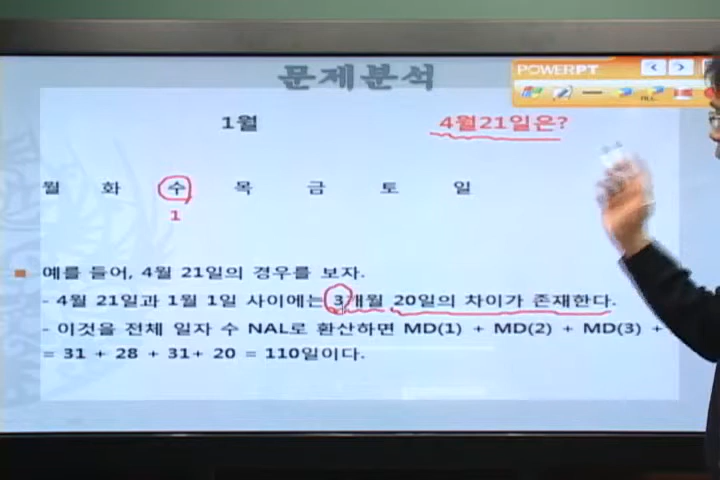 문제분석
POWERPT
1월
4월21일은?
월 화 수 목 금 토 일
1
예를 들어, 4월 21일의 경우를 보자.
- 4월 21일과 1월 1일 사이에는 3개월 20일의 차이가 존재한다.
- 이것을 전체 일자 수 NAL로 환산하면 MD(1) + MD(2) + MD(3) +
= 31 + 28 + 31+ 20 = 110일이다.